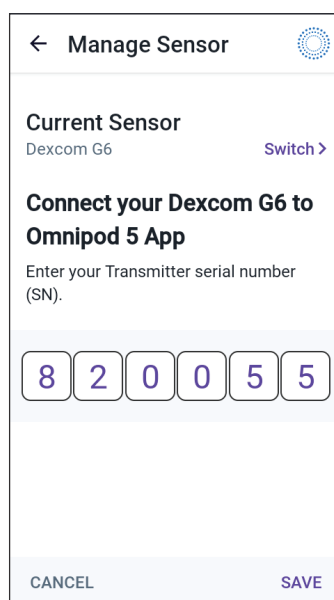 Manage Sensor
Current Sensor
Dexcom G6
Switch
Connect your Dexcom G6 to
Omnipod 5 App
Enter your Transmitter serial number
(SN).
8 2 0 0 5 5
CANCEL SAVE